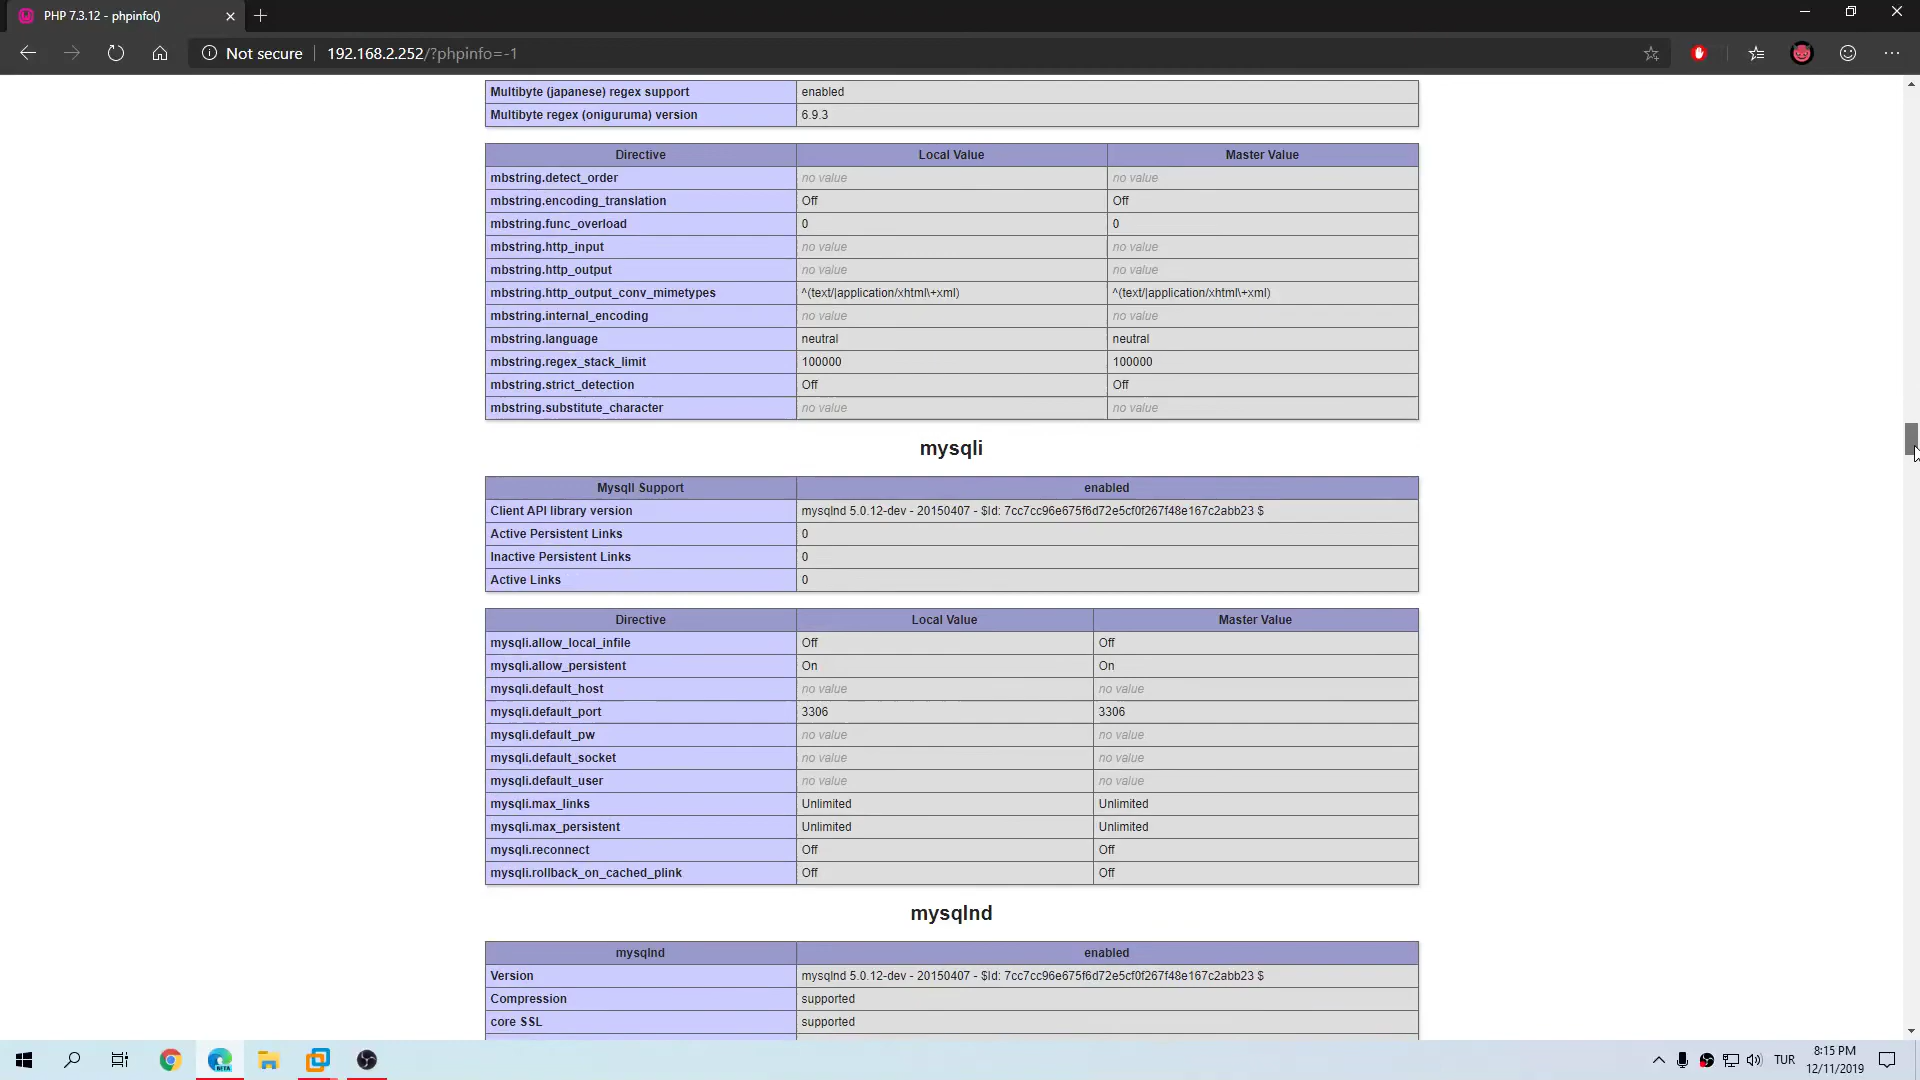 PHP 7.3.12 - phpinfo()
Not secure
192.168.2.252/?phpinfo=-1
Multibyte (japanese) regex support enabled
Multibyte regex (oniguruma) version 6.9.3
Directive Local Value Master Value
mbstring.detect_order no value no value
mbstring.encoding_translation Off Off
mbstring.func_overload 0 0
mbstring.http_input no value no value
mbstring.http_output no value no value
mbstring.http_output_conv_mimetypes ^(text/|application/xhtml\+xml) ^(text/|application/xhtml\+xml)
mbstring.internal_encoding no value no value
mbstring.language neutral neutral
mbstring.regex_stack_limit 100000 100000
mbstring.strict_detection Off Off
mbstring.substitute_character no value no value
mysqli
MysqlI Support enabled
Client API library version mysqlnd 5.0.12-dev - 20150407 - $Id: 7cc7cc96e675f6d72e5cf0f267f48e167c2abb23 $
Active Persistent Links 0
Inactive Persistent Links 0
Active Links 0
Directive Local Value Master Value
mysqli.allow_local_infile Off Off
mysqli.allow_persistent On On
mysqli.default_host no value no value
mysqli.default_port 3306 3306
mysqli.default_pw no value no value
mysqli.default_socket no value no value
mysqli.default_user no value no value
mysqli.max_links Unlimited Unlimited
mysqli.max_persistent Unlimited Unlimited
mysqli.reconnect Off Off
mysqli.rollback_on_cached_plink Off Off
mysqlnd
mysqlnd enabled
Version mysqlnd 5.0.12-dev - 20150407 - $Id: 7cc7cc96e675f6d72e5cf0f267f48e167c2abb23 $
Compression supported
core SSL supported
BETA
TUR
8:15 PM
12/11/2019